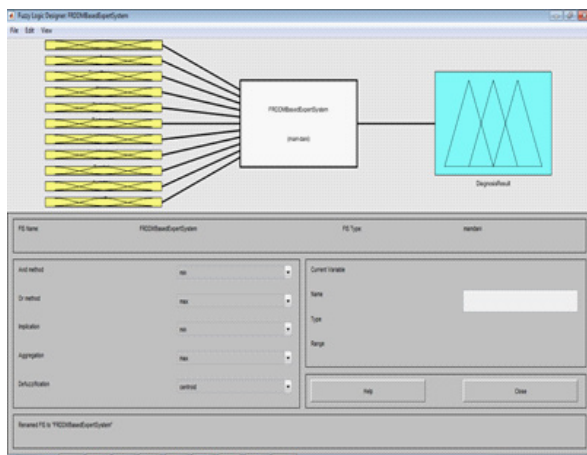 Fuzzy Logic Designer: FRDDMBasedExpertSystem
File Edit View
FRDDMBasedExpertSystem
(mamdani)
DiagnosisResult
FIS Name: FRDDMBasedExpertSystem FIS Type: mamdani
And method min
Or method max
Implication min
Aggregation max
Defuzzification centroid
Current Variable
Name
Type
Range
Help Close
Renamed FIS to "FRDDMBasedExpertSystem"